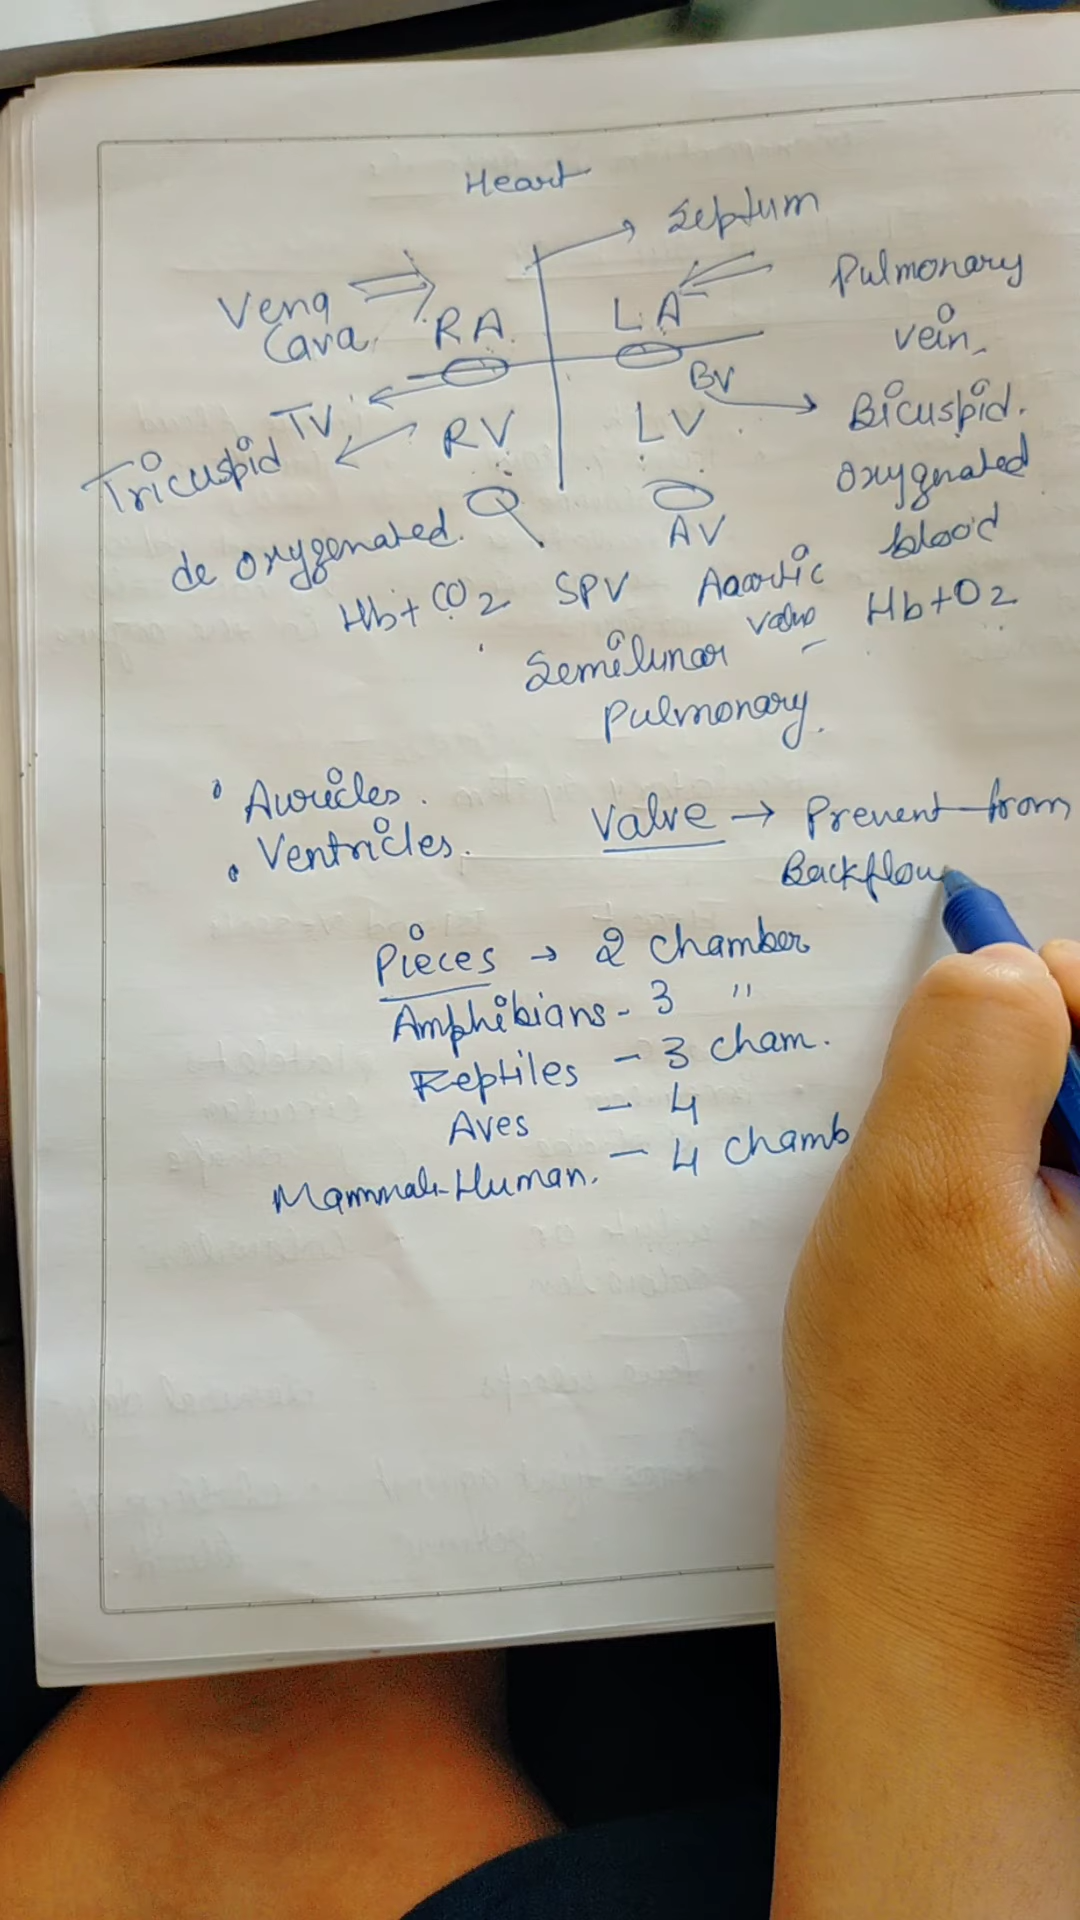 Heart
Septum
Vena
Cava
RA
LA
Pulmonary
vein
TV
BV
Bicuspid.
Tricuspid
RV
LV
Oxygenated
blood
de oxygenated.
AV
Hb+CO2
SPV
Aaortic
Hb+O2
Semilunar
Pulmonary.
• Auricles.
• Ventricles.
Valve → Prevent from
Backflow
Pieces → 2 chamber
Amphibians - 3 "
Reptiles - 3 cham.
Aves - 4
Mammals-Human. - 4 chamb